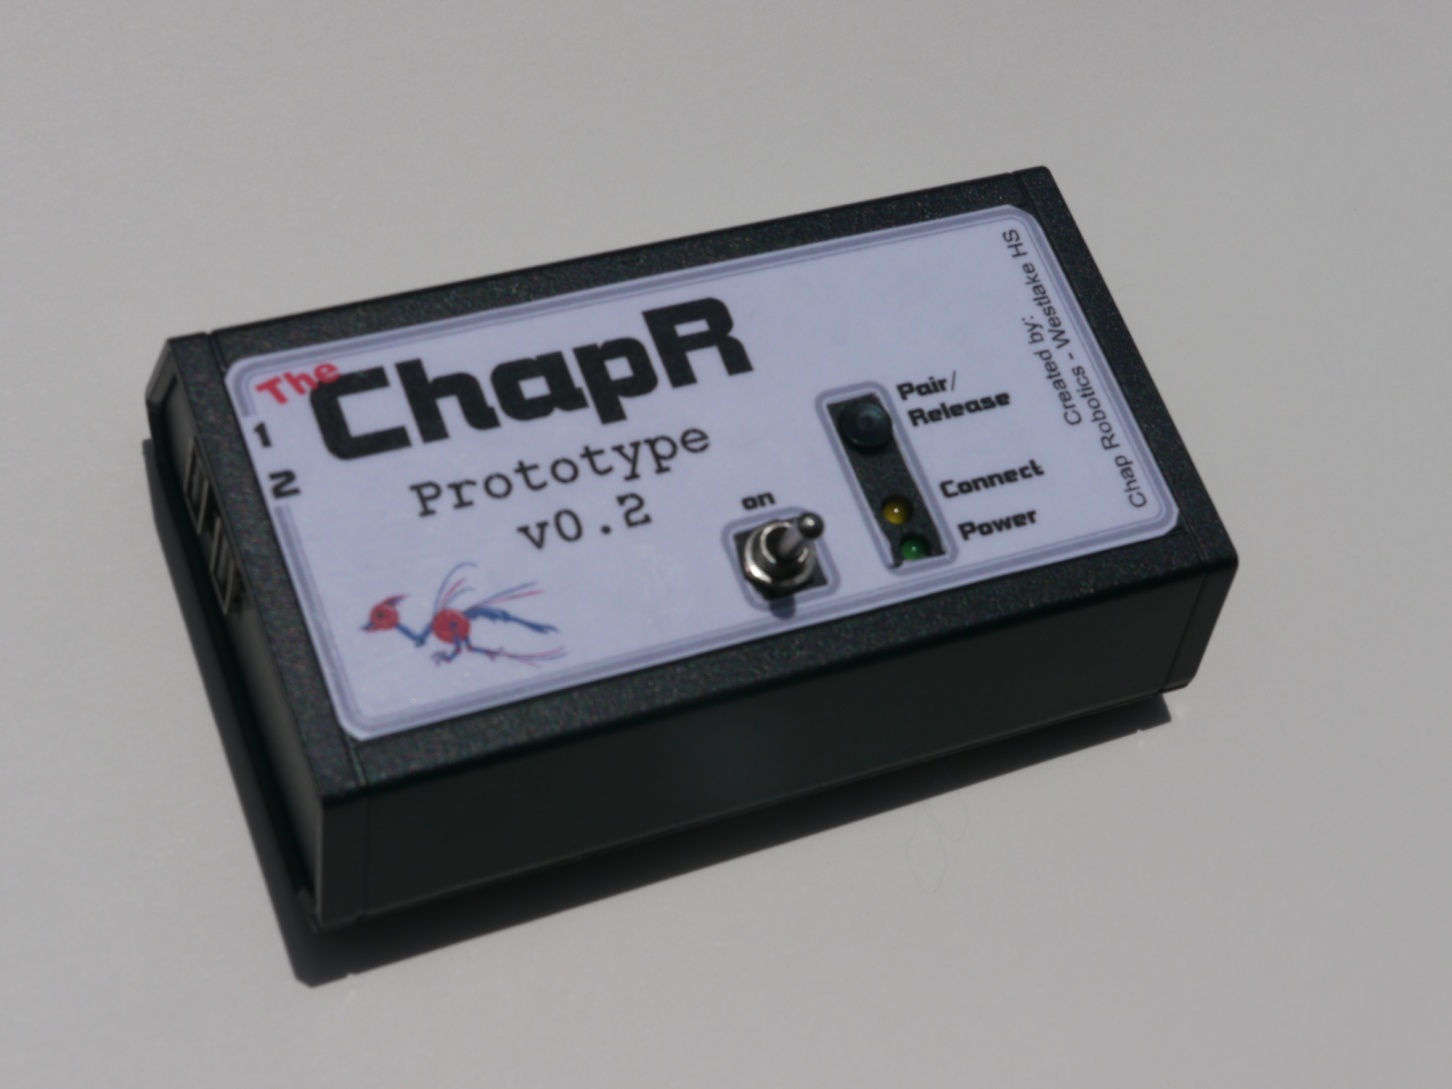 The
ChapR
1
2
Prototype
v0.2
on
Pair/
Release
Connect
Power
Created by:
Chap Robotics - Westlake HS